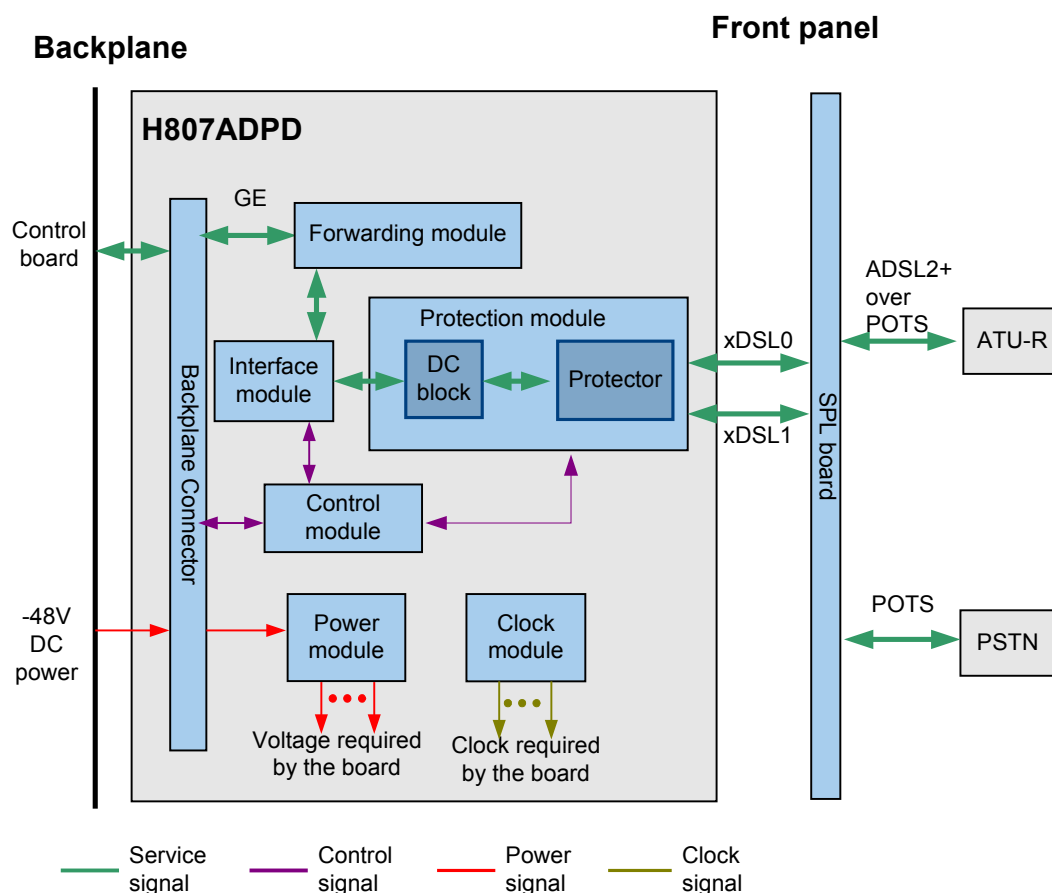 Backplane
Front panel
H807ADPD
GE
Control
board
Forwarding module
ADSL2+
over
POTS
Protection module
xDSL0
ATU-R
Interface
module
DC
block
Protector
xDSL1
Backplane Connector
SPL board
Control
module
-48V
DC
power
Power
module
Clock
module
POTS
PSTN
Voltage required
by the board
Clock required
by the board
Service
signal
Control
signal
Power
signal
Clock
signal